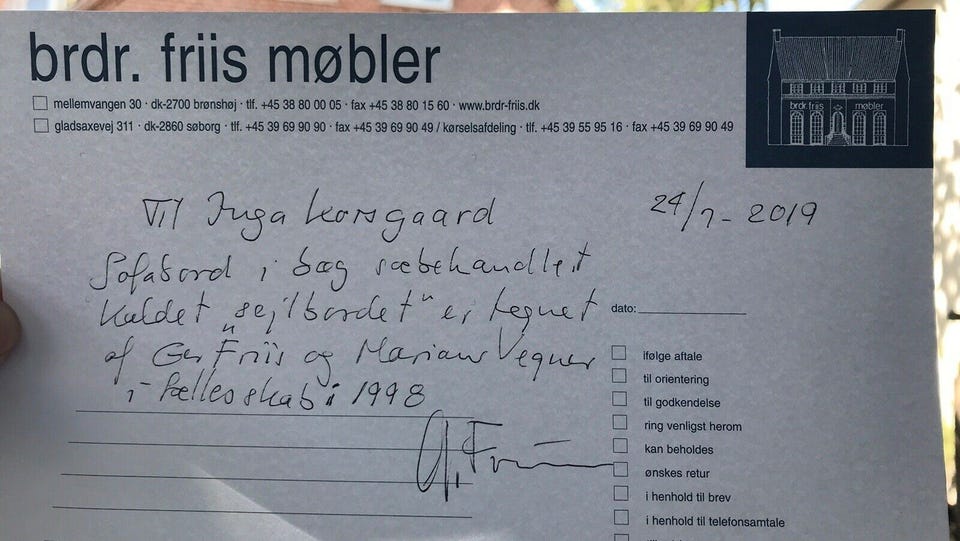 brdr. friis møbler
mellemvangen 30 · dk-2700 brønshøj · tlf. +45 38 80 00 05 · fax +45 38 80 15 60 · www.brdr-friis.dk
gladsaxevej 311 · dk-2860 søborg · tlf. +45 39 69 90 90 · fax +45 39 69 90 49 / kørselsafdeling · tlf. +45 39 55 95 16 · fax +45 39 69 90 49
brdr. friis møbler
Til Inga Korsgaard 24/7-2019
Sofabord i bøg sæbehandlet
kaldet "sejlbordet" er tegnet
af Friis og Marianne Vegner
i fællesskab i 1998
dato:
ifølge aftale
til orientering
til godkendelse
ring venligst herom
kan beholdes
ønskes retur
i henhold til brev
i henhold til telefonsamtale